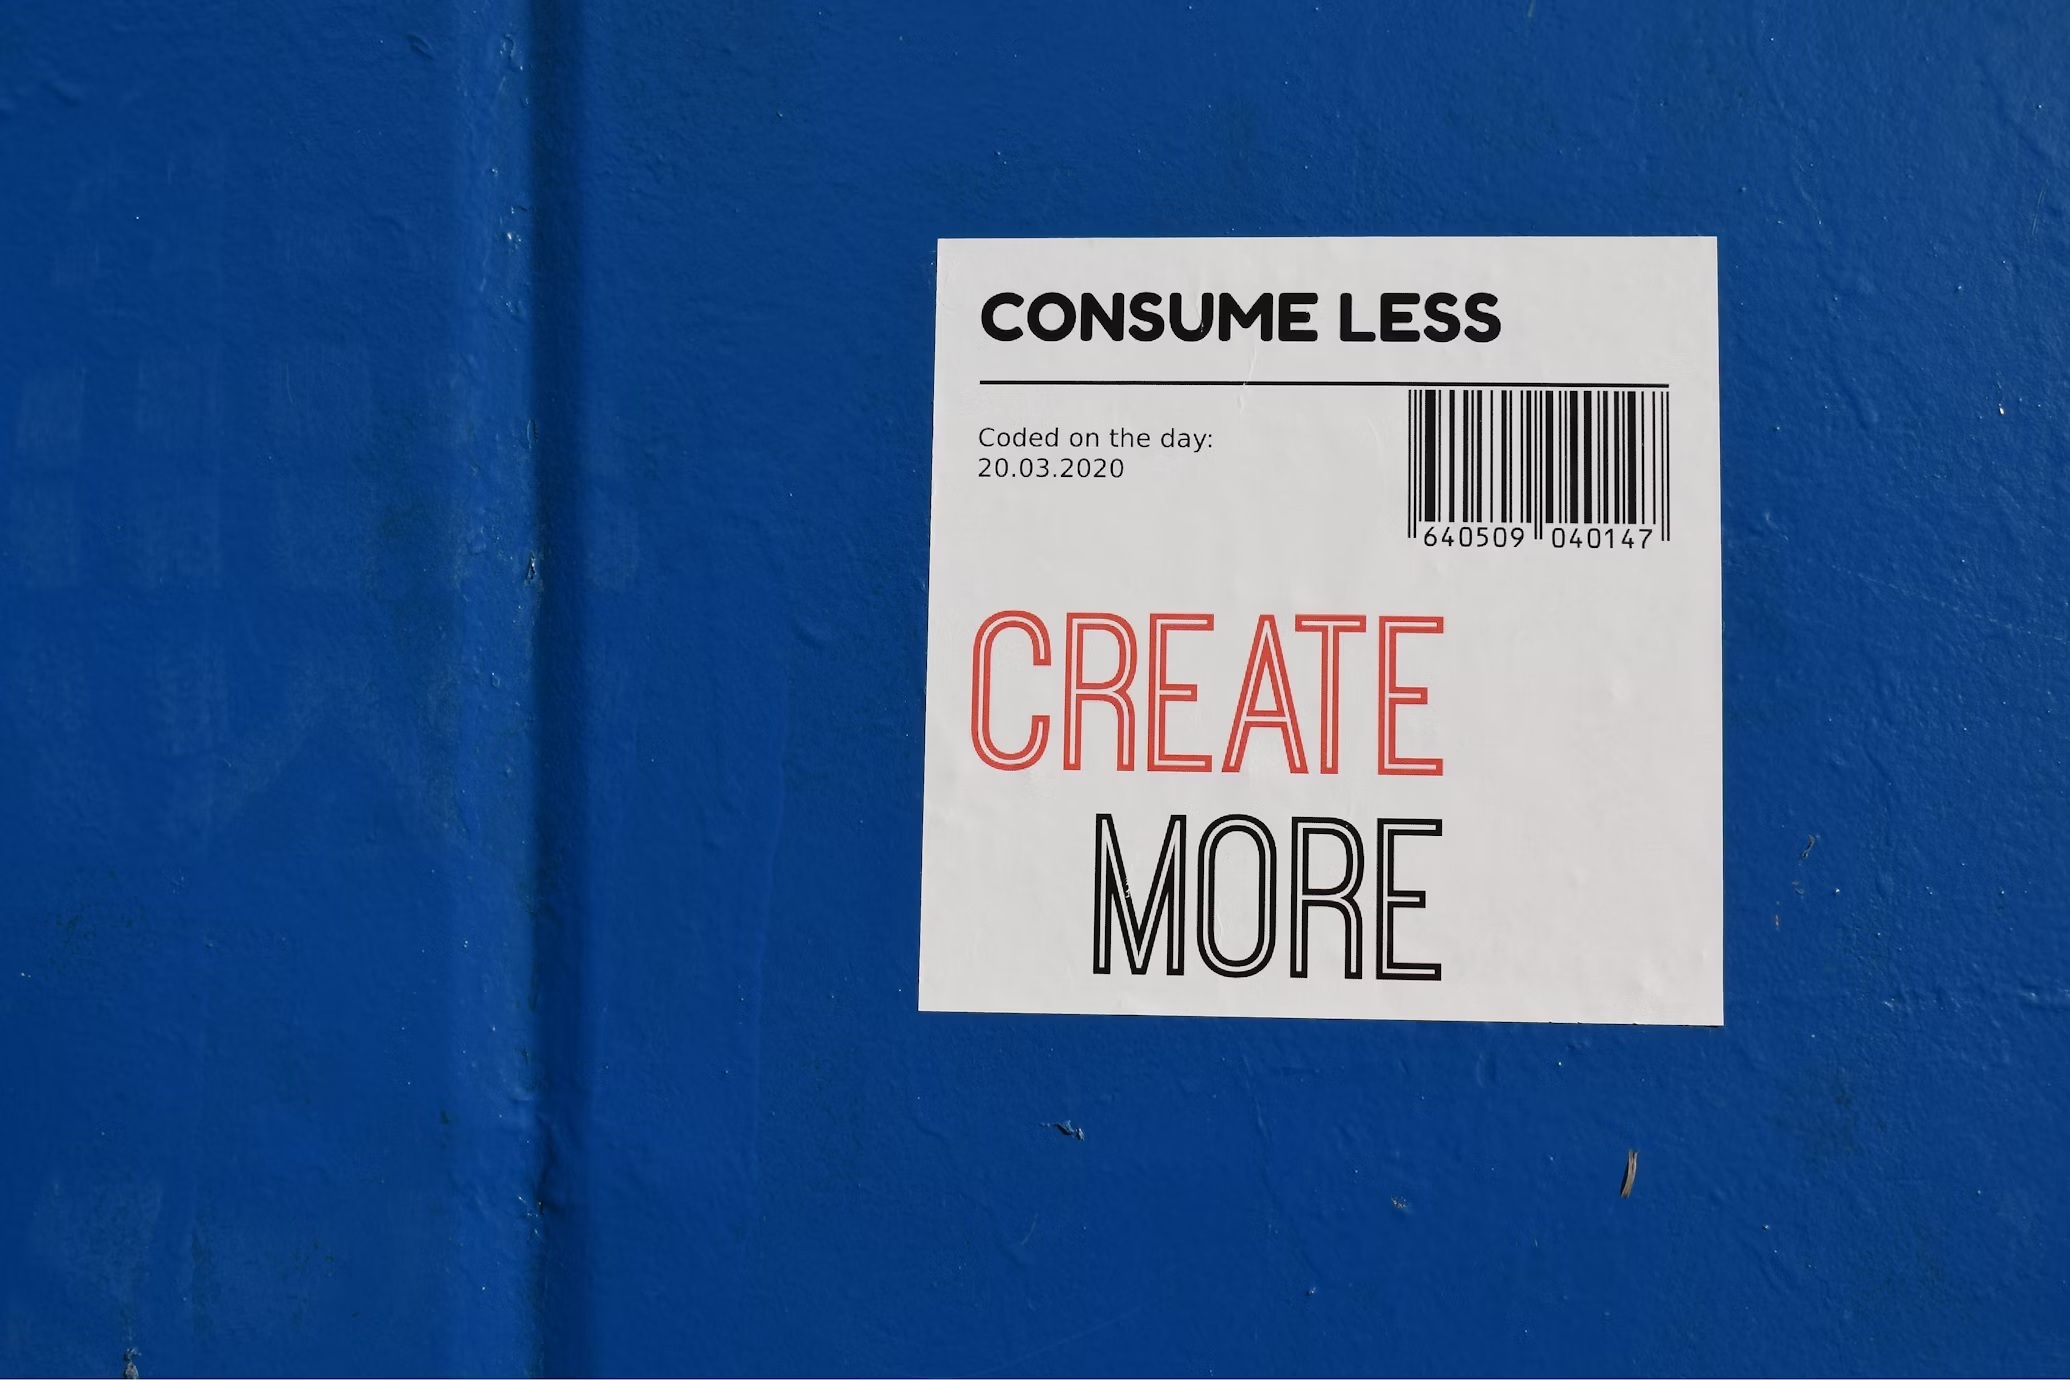 CONSUME LESS
Coded on the day:
20.03.2020
640509 040147
CREATE
MORE